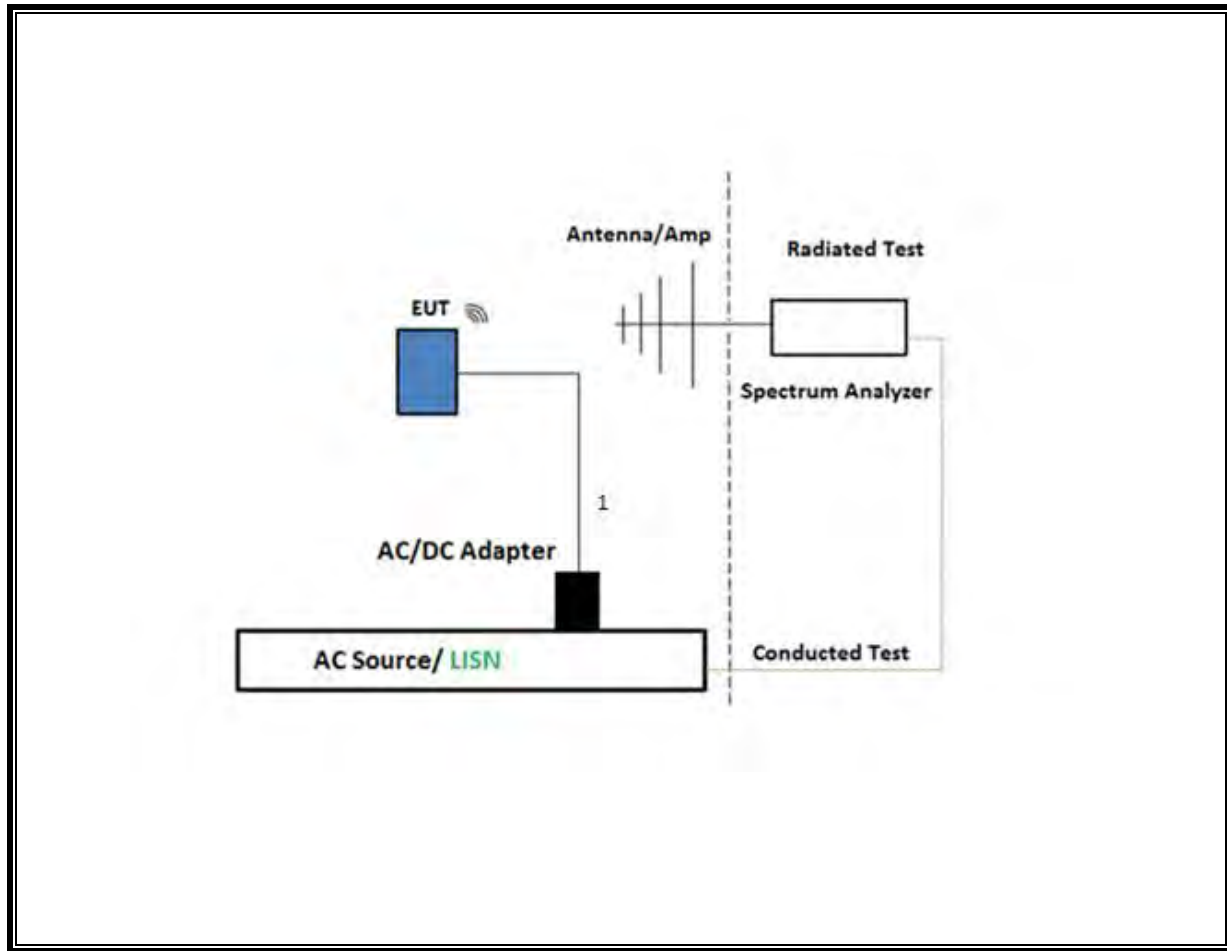 Antenna/Amp
Radiated Test
EUT
Spectrum Analyzer
1
AC/DC Adapter
AC Source/ LISN
Conducted Test